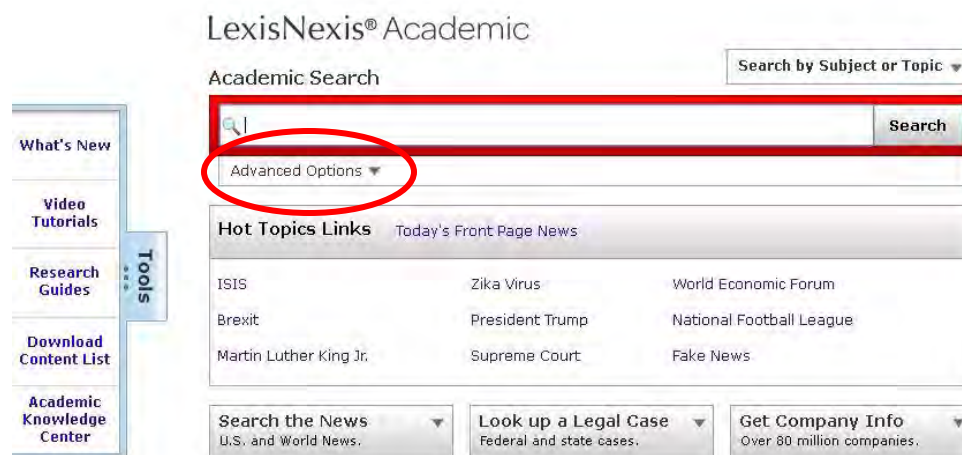 LexisNexis® Academic
Academic Search
Search by Subject or Topic
Search
Advanced Options
What's New
Video
Tutorials
Research
Guides
Download
Content List
Academic
Knowledge
Center
Tools
Hot Topics Links Today's Front Page News
ISIS Zika Virus World Economic Forum
Brexit President Trump National Football League
Martin Luther King Jr. Supreme Court Fake News
Search the News Look up a Legal Case Get Company Info
U.S. and World News. Federal and state cases. Over 80 million companies.